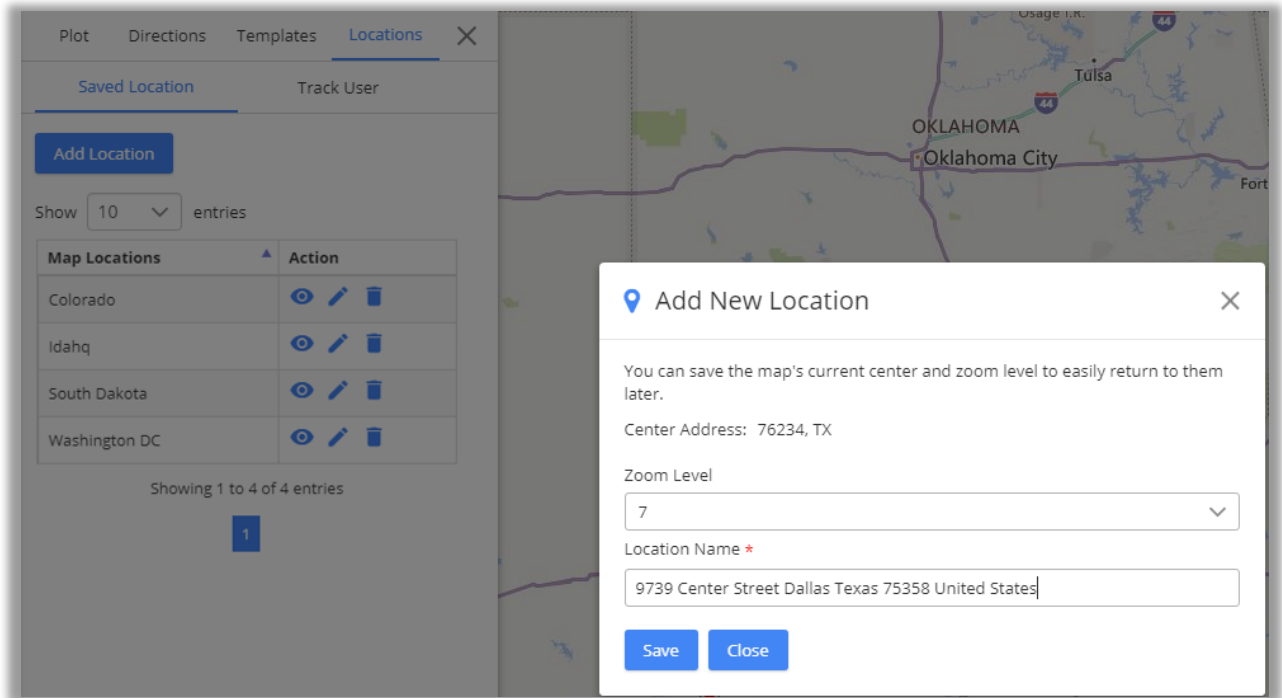 Plot Directions Templates Locations
Saved Location Track User
Add Location
Show 10 entries
Map Locations Action
Colorado
Idahq
South Dakota
Washington DC
Showing 1 to 4 of 4 entries
1
Osage I.R.
44
Tulsa
44
OKLAHOMA
Oklahoma City
Fort
Add New Location
You can save the map's current center and zoom level to easily return to them
later.
Center Address: 76234, TX
Zoom Level
7
Location Name *
9739 Center Street Dallas Texas 75358 United States
Save Close